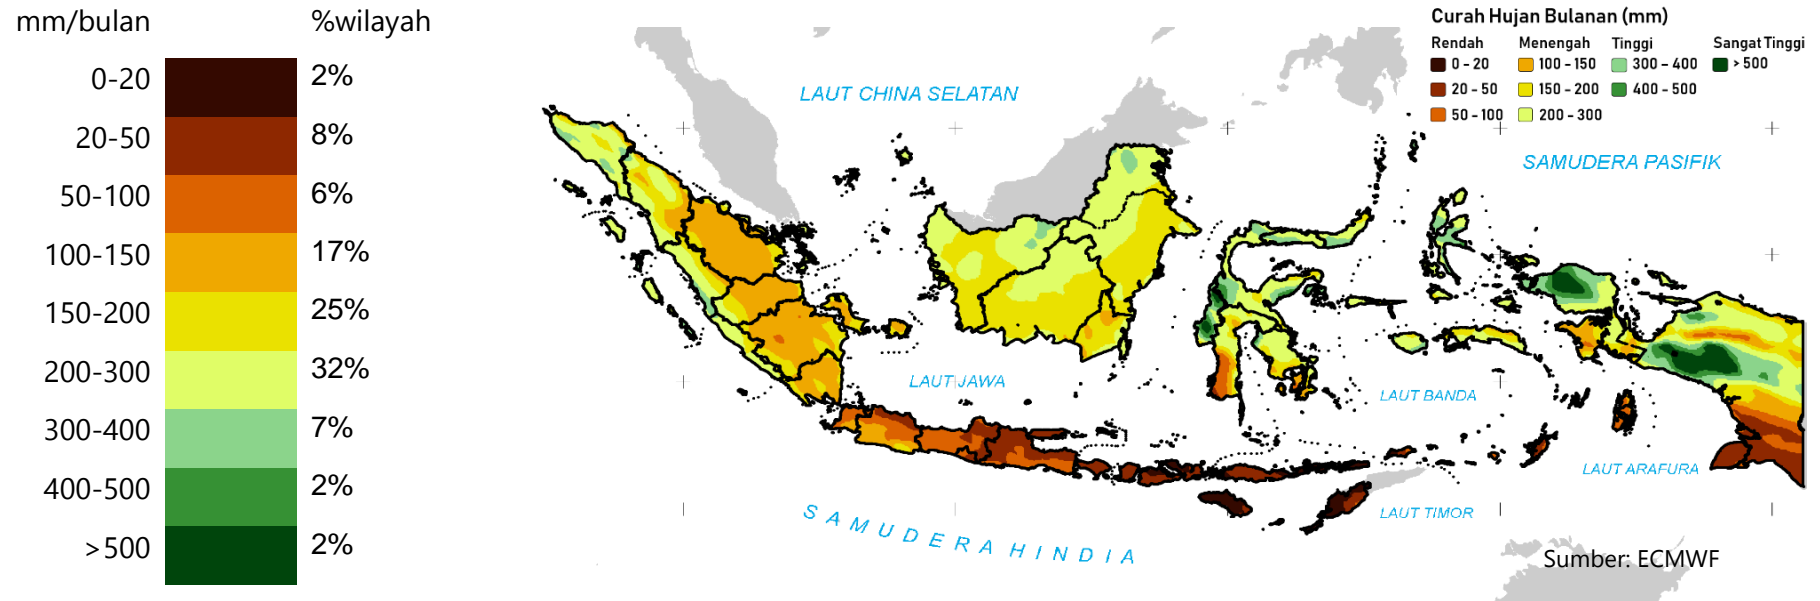 mm/bulan %wilayah
0-20 2%
20-50 8%
50-100 6%
100-150 17%
150-200 25%
200-300 32%
300-400 7%
400-500 2%
>500 2%
Curah Hujan Bulanan (mm)
Rendah Menengah Tinggi Sangat Tinggi
0 - 20 100 - 150 300 - 400 > 500
20 - 50 150 - 200 400 - 500
50 - 100 200 - 300
LAUT CHINA SELATAN
SAMUDERA PASIFIK
LAUT JAWA
LAUT BANDA
LAUT ARAFURA
LAUT TIMOR
SAMUDERA HINDIA
Sumber: ECMWF